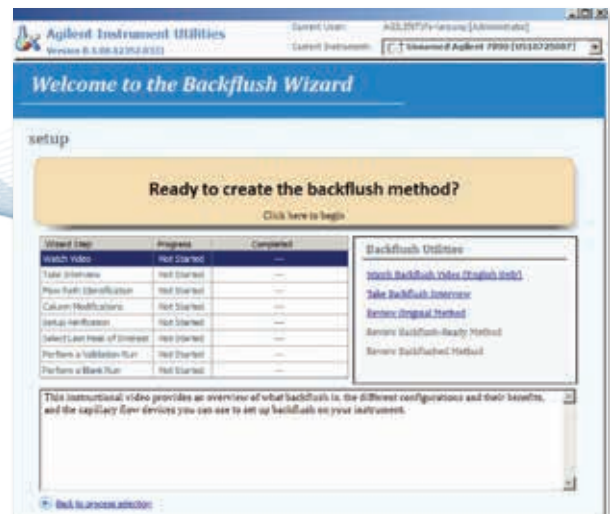 Agilent Instrument Utilities
Current User:
Current Instrument:
Unnamed Agilent 7890
Welcome to the Backflush Wizard
setup
Ready to create the backflush method?
Click here to begin
Wizard Step Progress Completed
Watch Video Not Started ---
Take Interview Not Started ---
Flow Path Identification Not Started ---
Column Modifications Not Started ---
Setup Verification Not Started ---
Select Last Peak of Interest Not Started ---
Perform a Validation Run Not Started ---
Perform a Blank Run Not Started ---
Backflush Utilities
Watch Backflush Video [English Only]
Take Backflush Interview
Review Original Method
Review Backflush-Ready Method
Review Backflushed Method
This instructional video provides an overview of what backflush is, the different configurations and their benefits,
and the capillary flow devices you can use to set up backflush on your instrument.
Back to process selection